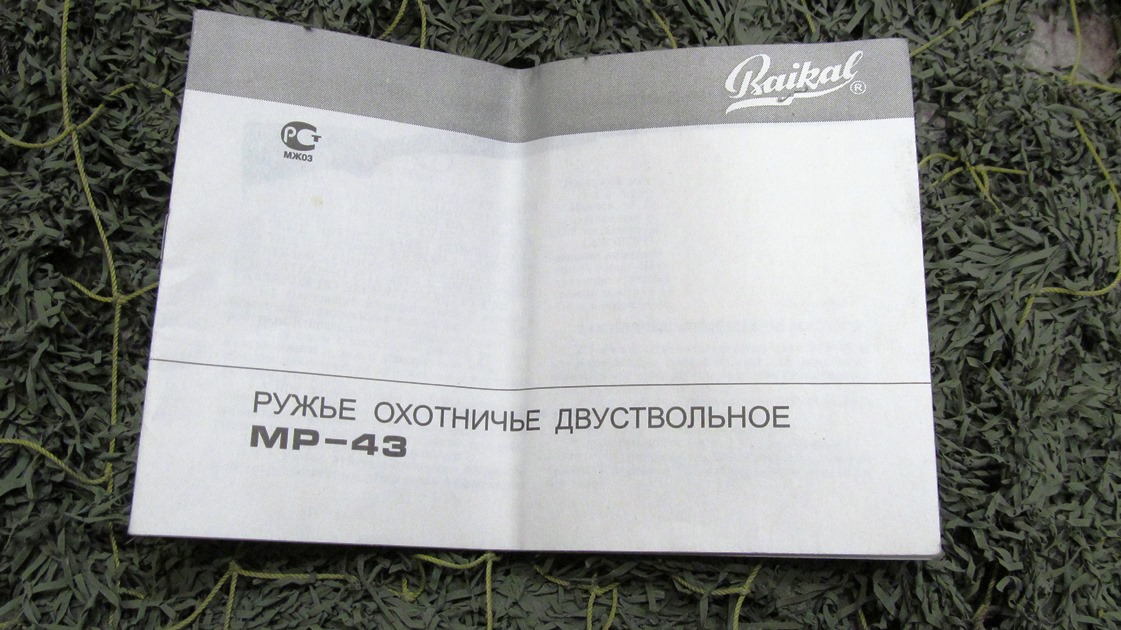 Baikal®
РСТ
МЖ03
РУЖЬЕ ОХОТНИЧЬЕ ДВУСТВОЛЬНОЕ
МР-43